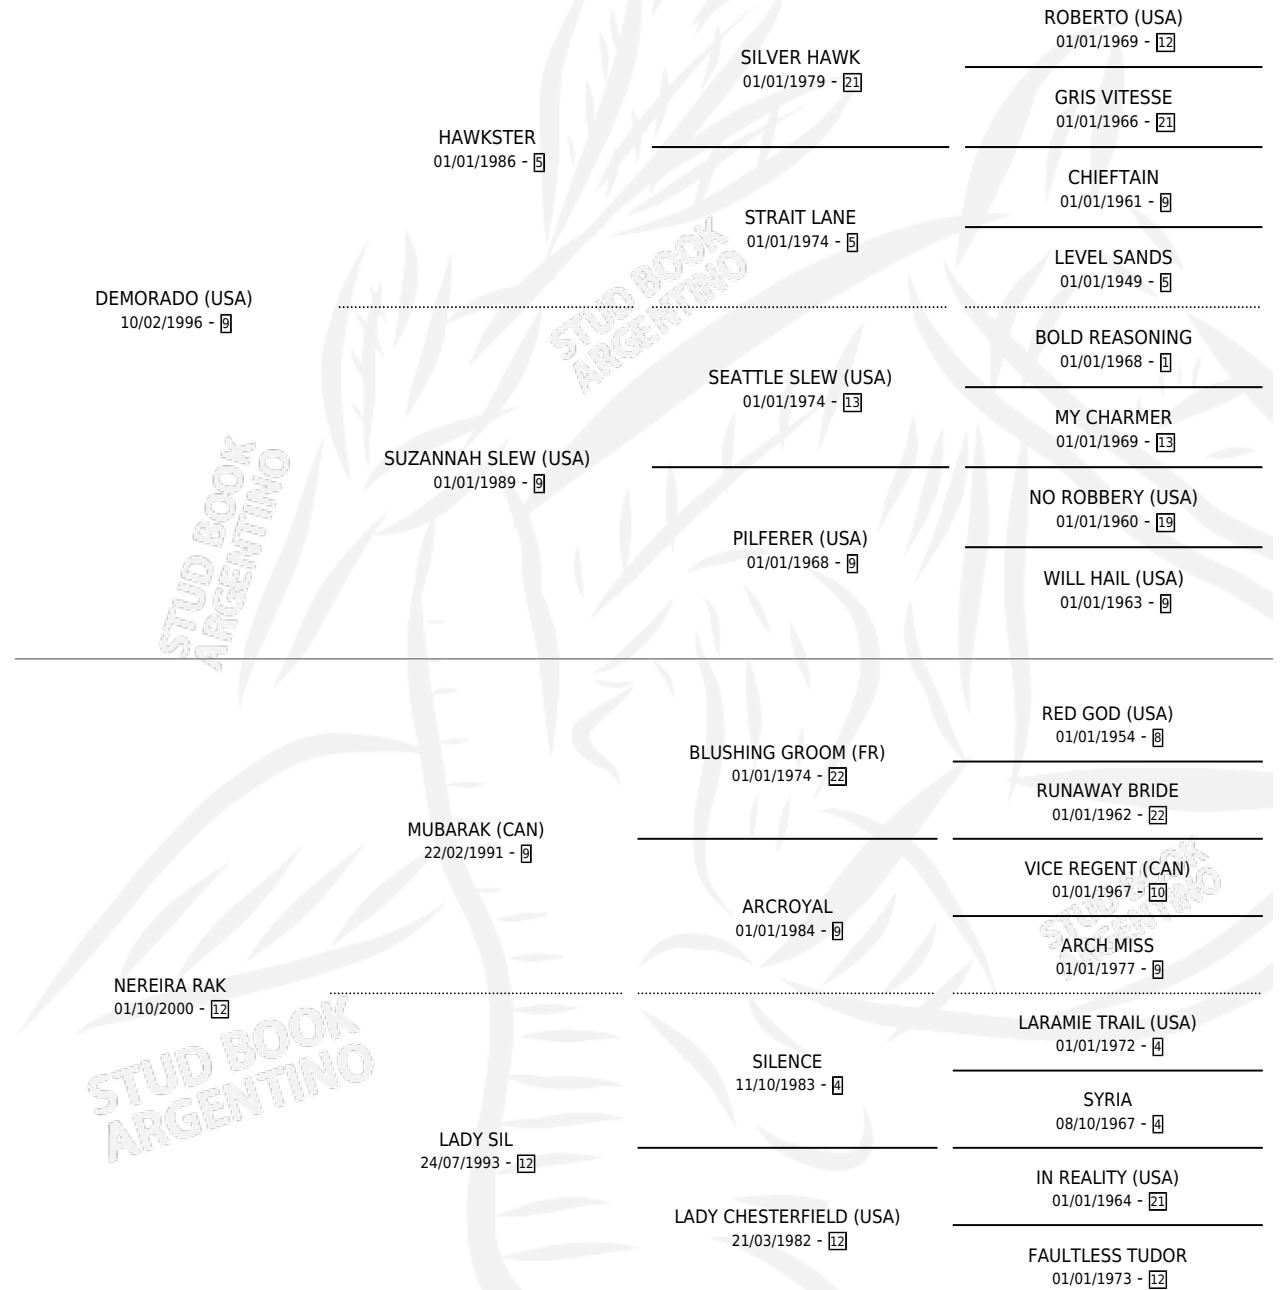 ROBERTO (USA)
01/01/1969 - 12
SILVER HAWK
01/01/1979 - 21
GRIS VITESSE
01/01/1966 - 21
HAWKSTER
01/01/1986 - 5
CHIEFTAIN
01/01/1961 - 9
STRAIT LANE
01/01/1974 - 5
LEVEL SANDS
01/01/1949 - 5
DEMORADO (USA)
10/02/1996 - 9
STUD BOOK
ARGENTINO
BOLD REASONING
01/01/1968 - 1
SEATTLE SLEW (USA)
01/01/1974 - 13
MY CHARMER
01/01/1969 - 13
SUZANNAH SLEW (USA)
01/01/1989 - 9
NO ROBBERY (USA)
01/01/1960 - 19
PILFERER (USA)
01/01/1968 - 9
WILL HAIL (USA)
01/01/1963 - 9
STUD BOOK
ARGENTINO
RED GOD (USA)
01/01/1954 - 8
BLUSHING GROOM (FR)
01/01/1974 - 22
RUNAWAY BRIDE
01/01/1962 - 22
MUBARAK (CAN)
22/02/1991 - 9
VICE REGENT (CAN)
01/01/1967 - 10
ARCROYAL
01/01/1984 - 9
STUD BOOK
ARGENTINO
ARCH MISS
01/01/1977 - 9
NEREIRA RAK
01/10/2000 - 12
LARAMIE TRAIL (USA)
01/01/1972 - 4
SILENCE
11/10/1983 - 4
SYRIA
08/10/1967 - 4
STUD BOOK
ARGENTINO
LADY SIL
24/07/1993 - 12
IN REALITY (USA)
01/01/1964 - 21
LADY CHESTERFIELD (USA)
21/03/1982 - 12
FAULTLESS TUDOR
01/01/1973 - 12